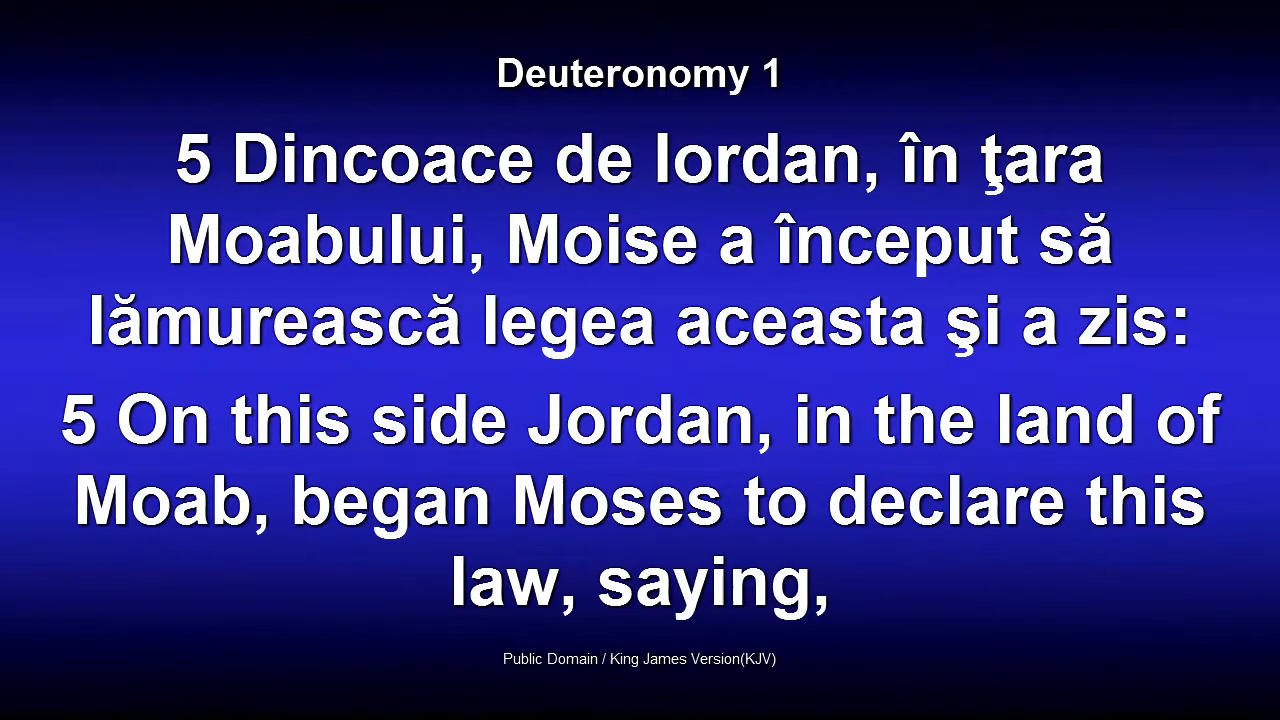 Deuteronomy 1
5 Dincoace de Iordan, în ţara
Moabului, Moise a început să
lămurească legea aceasta şi a zis:
5 On this side Jordan, in the land of
Moab, began Moses to declare this
law, saying,
Public Domain / King James Version(KJV)